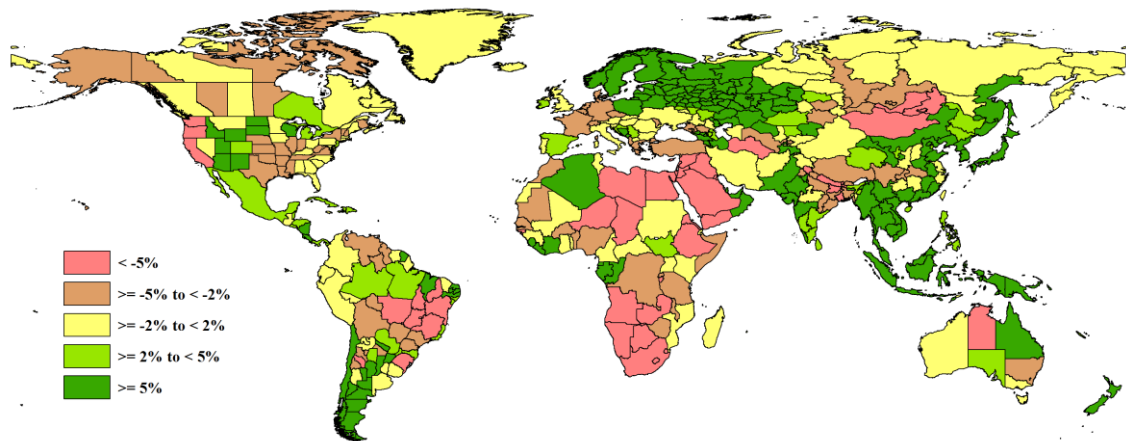 < -5%
>= -5% to < -2%
>= -2% to < 2%
>= 2% to < 5%
>= 5%